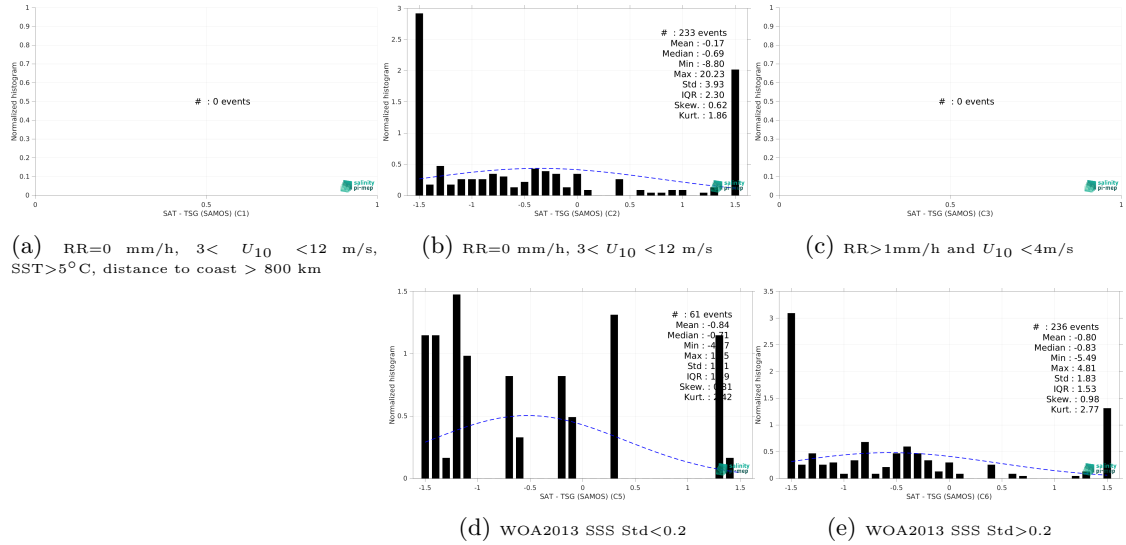 1
0.9
0.8
0.7
0.6
0.5
0.4
0.3
0.2
0.1
0
Normalized histogram
# : 0 events
0 0.5 1
SAT - TSG (SAMOS) (C1)
salinity
pi-mep
(a) RR=0 mm/h, 3< U10 <12 m/s,
SST>5°C, distance to coast > 800 km
3
2.5
2
1.5
1
0.5
0
Normalized histogram
# : 233 events
Mean : -0.17
Median : -0.69
Min : -8.80
Max : 20.23
Std : 3.93
IQR : 2.30
Skew. : 0.62
Kurt. : 1.86
-1.5 -1 -0.5 0 0.5 1 1.5
SAT - TSG (SAMOS) (C2)
salinity
pi-mep
(b) RR=0 mm/h, 3< U10 <12 m/s
1
0.9
0.8
0.7
0.6
0.5
0.4
0.3
0.2
0.1
0
Normalized histogram
# : 0 events
0 0.5 1
SAT - TSG (SAMOS) (C3)
salinity
pi-mep
(c) RR>1mm/h and U10 <4m/s
1.5
1
0.5
0
Normalized histogram
# : 61 events
Mean : -0.84
Median :
Min :
Max :
Std :
IQR :
Skew. :
Kurt. :
-1.5 -1 -0.5 0 0.5 1 1.5
SAT - TSG (SAMOS) (C5)
salinity
pi-mep
(d) WOA2013 SSS Std<0.2
3.5
3
2.5
2
1.5
1
0.5
0
Normalized histogram
# : 236 events
Mean : -0.80
Median : -0.83
Min : -5.49
Max : 4.81
Std : 1.83
IQR : 1.53
Skew. : 0.98
Kurt. : 2.77
-1.5 -1 -0.5 0 0.5 1 1.5
SAT - TSG (SAMOS) (C6)
salinity
pi-mep
(e) WOA2013 SSS Std>0.2